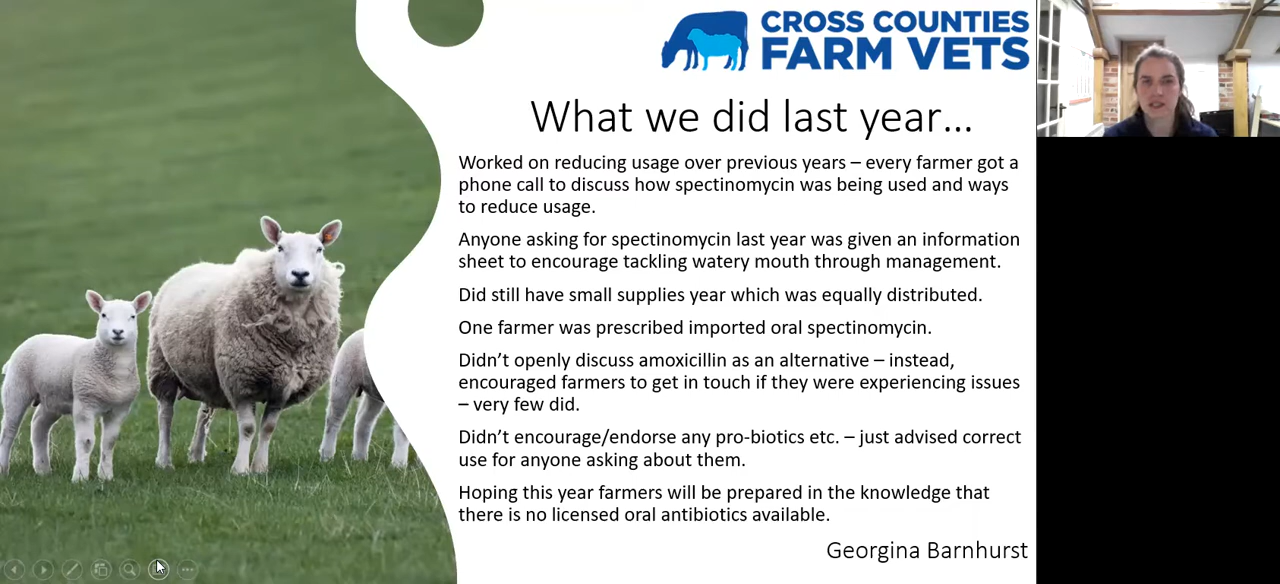 CROSS COUNTIES
FARM VETS
What we did last year...
Worked on reducing usage over previous years – every farmer got a
phone call to discuss how spectinomycin was being used and ways
to reduce usage.
Anyone asking for spectinomycin last year was given an information
sheet to encourage tackling watery mouth through management.
Did still have small supplies year which was equally distributed.
One farmer was prescribed imported oral spectinomycin.
Didn’t openly discuss amoxicillin as an alternative – instead,
encouraged farmers to get in touch if they were experiencing issues
– very few did.
Didn’t encourage/endorse any pro-biotics etc. – just advised correct
use for anyone asking about them.
Hoping this year farmers will be prepared in the knowledge that
there is no licensed oral antibiotics available.
Georgina Barnhurst